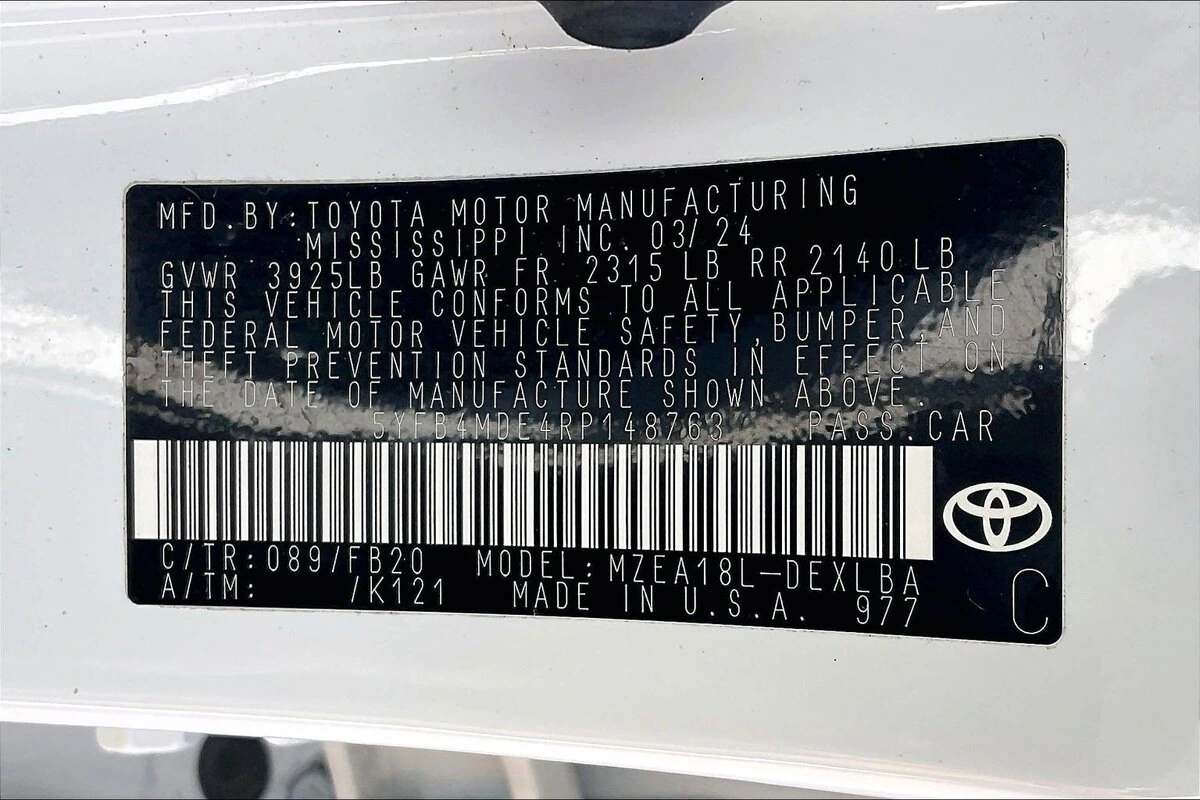 MFD. BY: TOYOTA MOTOR MANUFACTURING
MISSISSIPPI, INC. 03/24
GVWR 3925LB GAWR FR. 2315 LB RR 2140 LB
THIS VEHICLE CONFORMS TO ALL APPLICABLE
FEDERAL MOTOR VEHICLE SAFETY, BUMPER, AND
THEFT PREVENTION STANDARDS IN EFFECT ON
THE DATE OF MANUFACTURE SHOWN ABOVE.
5YFB4MDE4RP148763 PASS. CAR
C/TR: 089/FB20 MODEL: MZEA18L-DEXLBA
A/TM: /K121 MADE IN U.S.A. 977
C